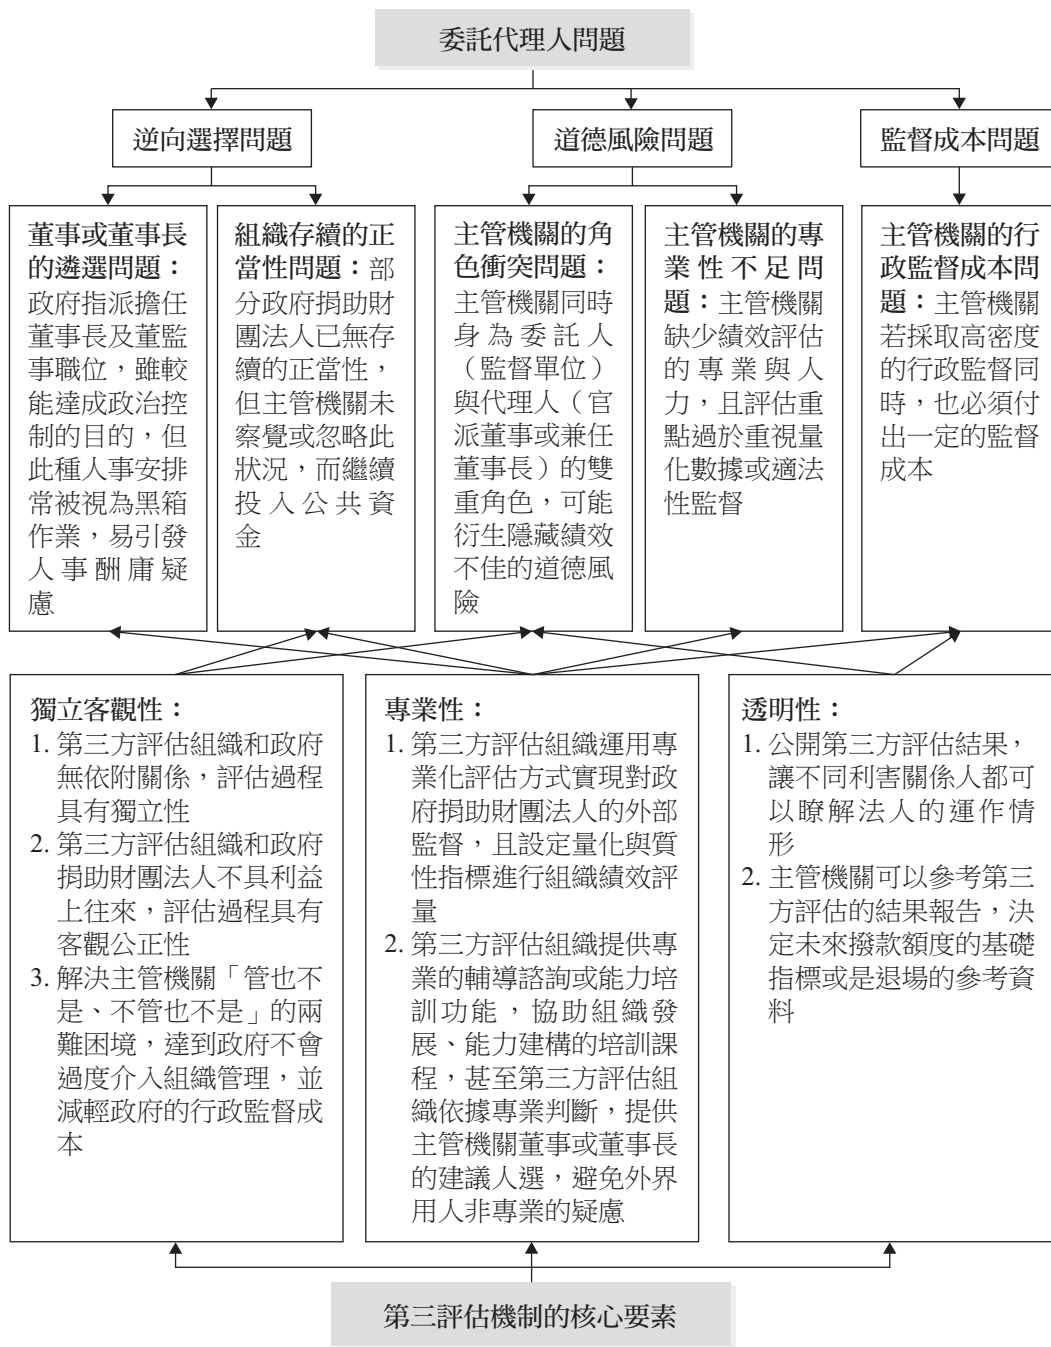 委託代理人問題
逆向選擇問題
道德風險問題
監督成本問題
董事或董事長
的遴選問題：
政府指派擔任
董事長及董監
事職位，雖較
能達成政治控
制的目的，但
此種人事安排
常被視為黑箱
作業，易引發
人事酬庸疑
慮
組織存續的正
當性問題：部
分政府捐助財
團法人已無存
續的正當性，
但主管機關未
察覺或忽略此
狀況，而繼續
投入公共資
金
主管機關的角
色衝突問題：
主管機關同時
身為委託人
（監督單位）
與代理人（官
派董事或兼任
董事長）的雙
重角色，可能
衍生隱藏績效
不佳的道德風
險
主管機關的專
業性不足問
題：主管機關
缺少績效評估
的專業與人
力，且評估重
點過於重視量
化數據或適法
性監督
主管機關的行
政監督成本問
題：主管機關
若採取高密度
的行政監督同
時，也必須付
出一定的監督
成本
獨立客觀性：
1. 第三方評估組織和政府
無依附關係，評估過程
具有獨立性
2. 第三方評估組織和政府
捐助財團法人不具利益
上往來，評估過程具有
客觀公正性
3. 解決主管機關「管也不
是、不管也不是」的兩
難困境，達到政府不會
過度介入組織管理，並
減輕政府的行政監督成
本
專業性：
1. 第三方評估組織運用專
業化評估方式實現對政
府捐助財團法人的外部
監督，且設定量化與質
性指標進行組織績效評
量
2. 第三方評估組織提供專
業的輔導諮詢或能力培
訓功能，協助組織發
展、能力建構的培訓課
程，甚至第三方評估組
織依據專業判斷，提供
主管機關董事或董事長
的建議人選，避免外界
用人非專業的疑慮
透明性：
1. 公開第三方評估結果，
讓不同利害關係人都可
以瞭解法人的運作情
形
2. 主管機關可以參考第三
方評估的結果報告，決
定未來撥款額度的基礎
指標或是退場的參考資
料
第三評估機制的核心要素